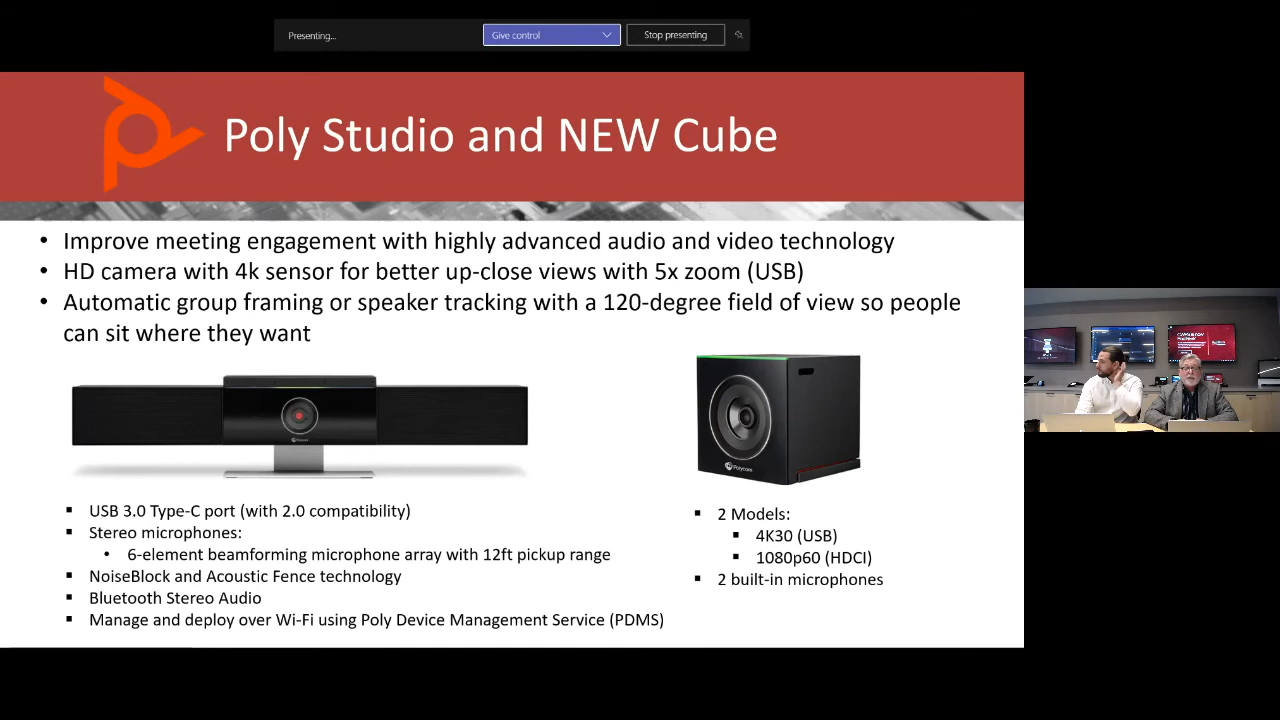 Presenting...
Give control
Stop presenting
Poly Studio and NEW Cube
• Improve meeting engagement with highly advanced audio and video technology
• HD camera with 4k sensor for better up-close views with 5x zoom (USB)
• Automatic group framing or speaker tracking with a 120-degree field of view so people
can sit where they want
Polycom
Polycom
▪ USB 3.0 Type-C port (with 2.0 compatibility)
▪ Stereo microphones:
• 6-element beamforming microphone array with 12ft pickup range
▪ NoiseBlock and Acoustic Fence technology
▪ Bluetooth Stereo Audio
▪ Manage and deploy over Wi-Fi using Poly Device Management Service (PDMS)
▪ 2 Models:
▪ 4K30 (USB)
▪ 1080p60 (HDCI)
▪ 2 built-in microphones